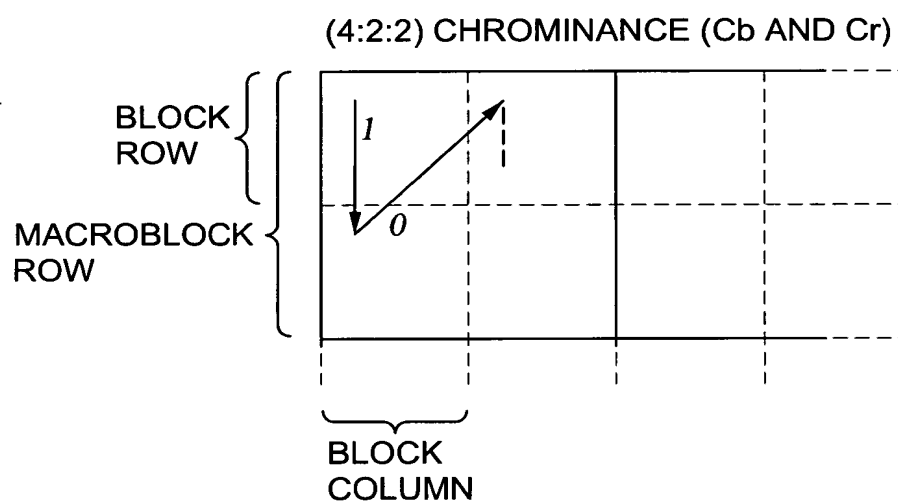 (4:2:2) CHROMINANCE (Cb AND Cr)
BLOCK
ROW
1
0
MACROBLOCK
ROW
BLOCK
COLUMN